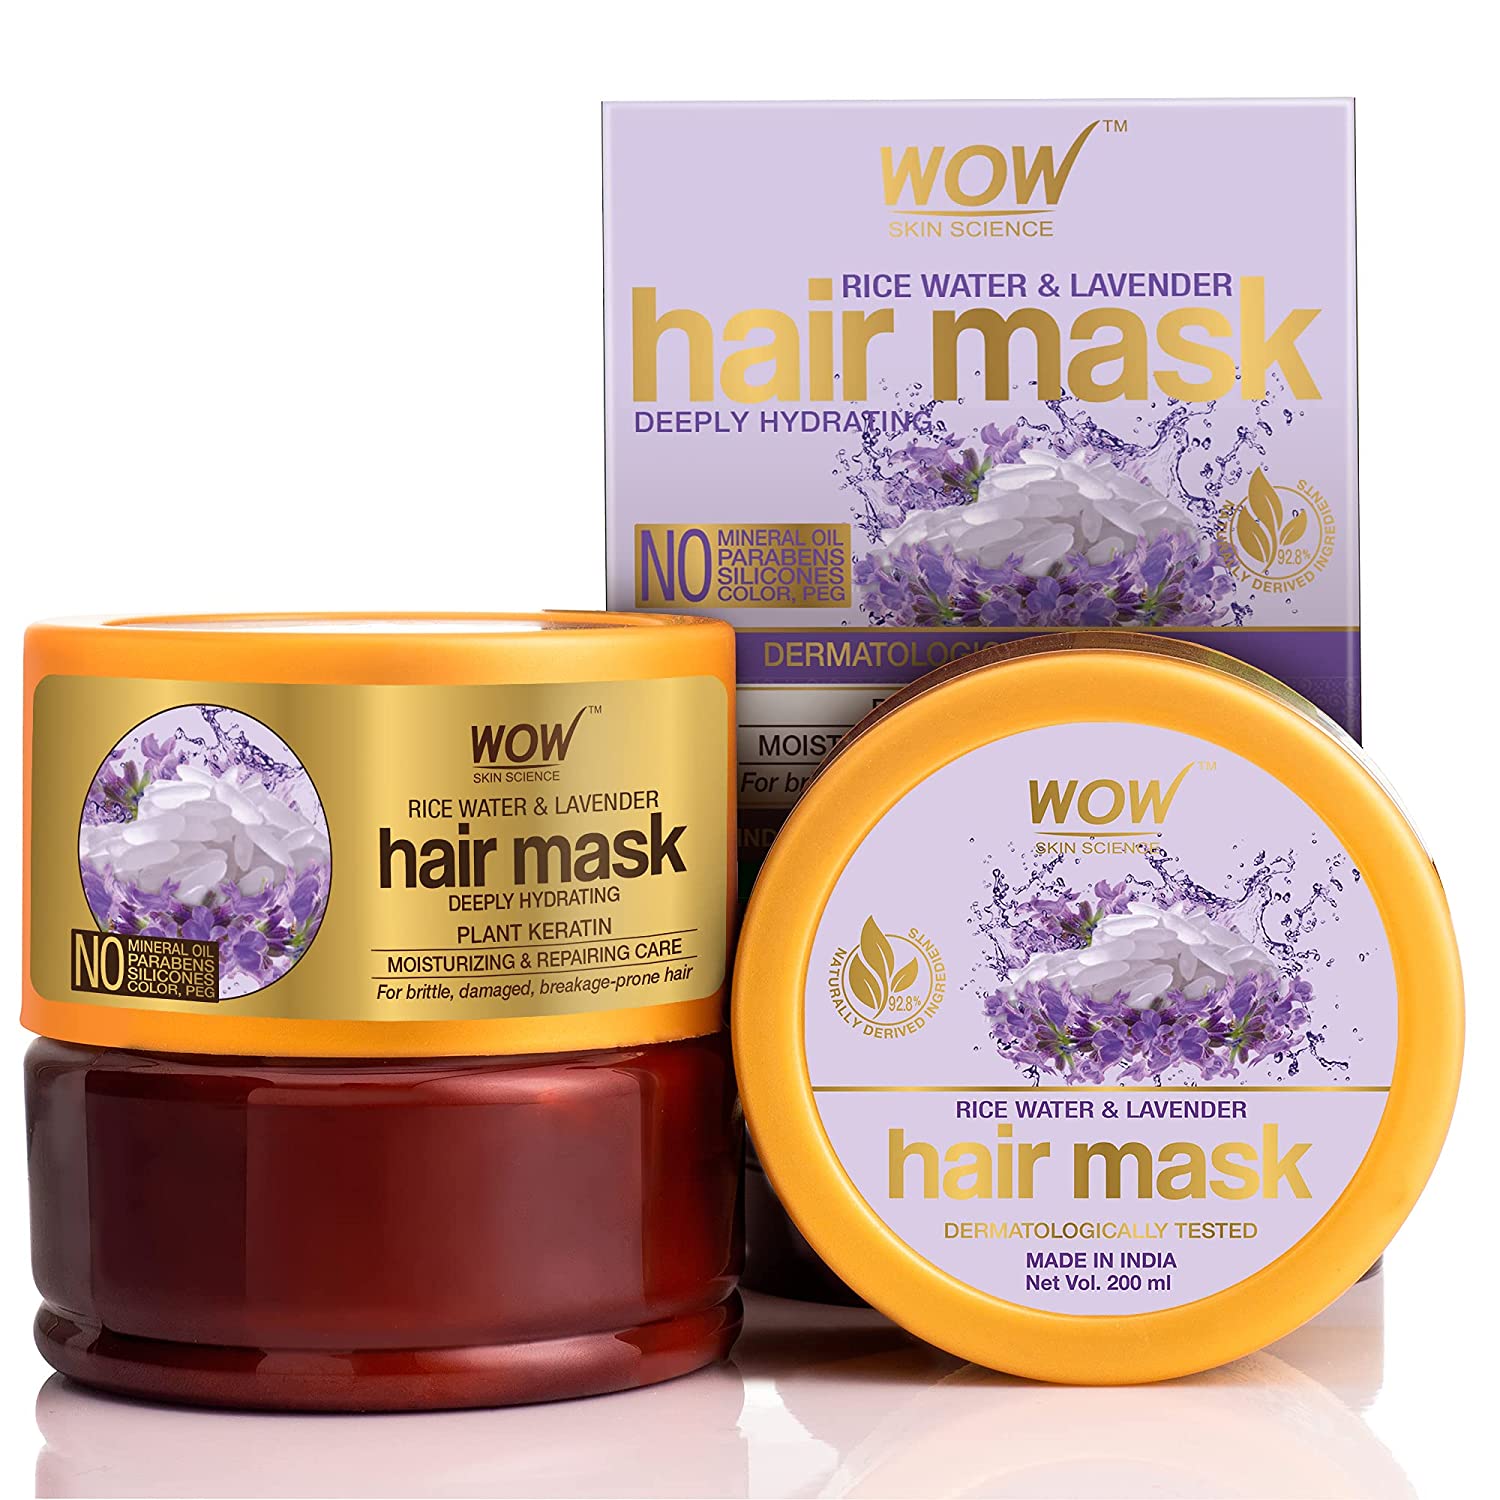 WOW™
SKIN SCIENCE
RICE WATER & LAVENDER
hair mask
DEEPLY HYDRATING
NO MINERAL OIL
PARABENS
SILICONES
COLOR, PEG
92.8%
NATURALLY DERIVED INGREDIENTS
MOIST
For
WOW™
SKIN SCIENCE
RICE WATER & LAVENDER
hair mask
DEEPLY HYDRATING
PLANT KERATIN
MOISTURIZING & REPAIRING CARE
For brittle, damaged, breakage-prone hair
NO MINERAL OIL
PARABENS
SILICONES
COLOR, PEG
WOW™
SKIN SCIENCE
92.8%
NATURALLY DERIVED INGREDIENTS
RICE WATER & LAVENDER
hair mask
DERMATOLOGICALLY TESTED
MADE IN INDIA
Net Vol. 200 ml